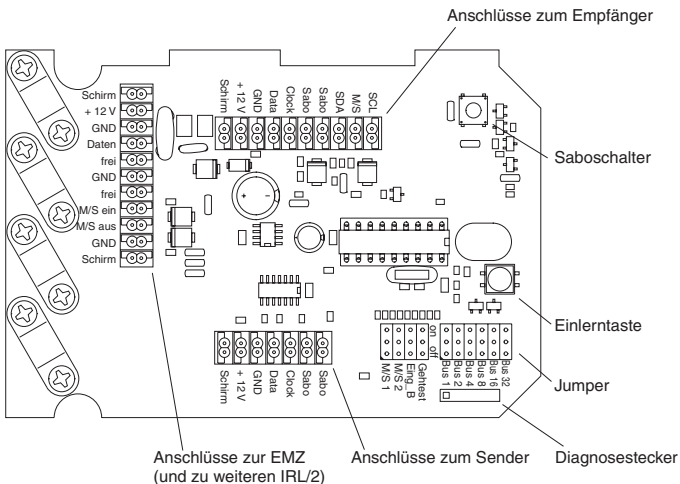 Anschlüsse zum Empfänger
Schirm
+ 12 V
GND
Data
Clock
Sabo
Sabo
SDA
M/S
SCL
Schirm
+ 12 V
GND
Daten
frei
GND
frei
M/S ein
M/S aus
GND
Schirm
+ -
Saboschalter
Einlerntaste
on
off
Jumper
M/S 1
M/S 2
Eing_B
Gehtest
Bus 1
Bus 2
Bus 4
Bus 8
Bus 16
Bus 32
Schirm
+ 12 V
GND
Data
Clock
Sabo
Sabo
Diagnosestecker
Anschlüsse zur EMZ
(und zu weiteren IRL/2)
Anschlüsse zum Sender